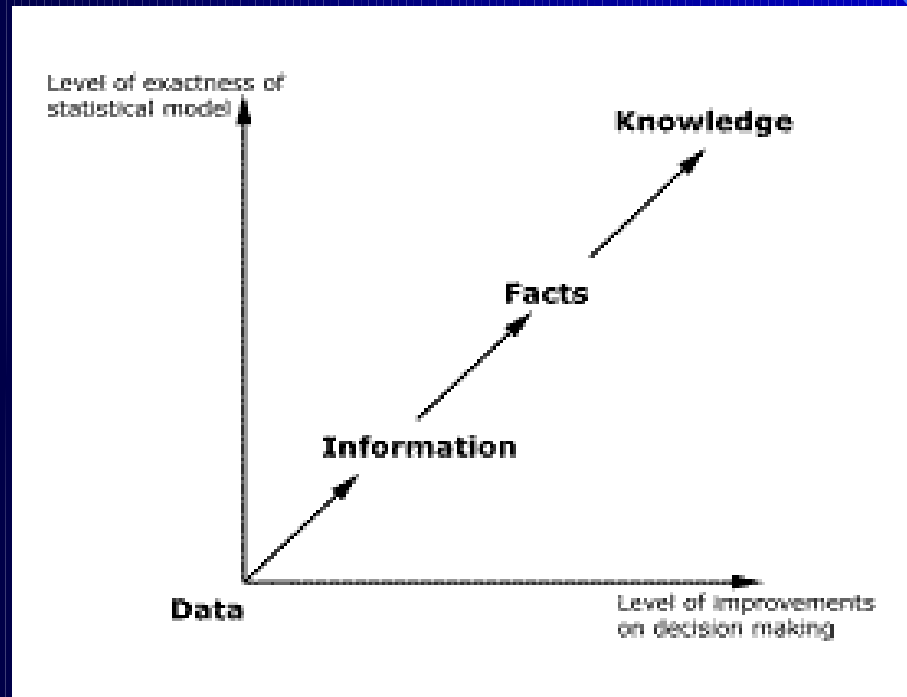 Level of exactness of
statistical model
Knowledge
Facts
Information
Data
Level of improvements
on decision making